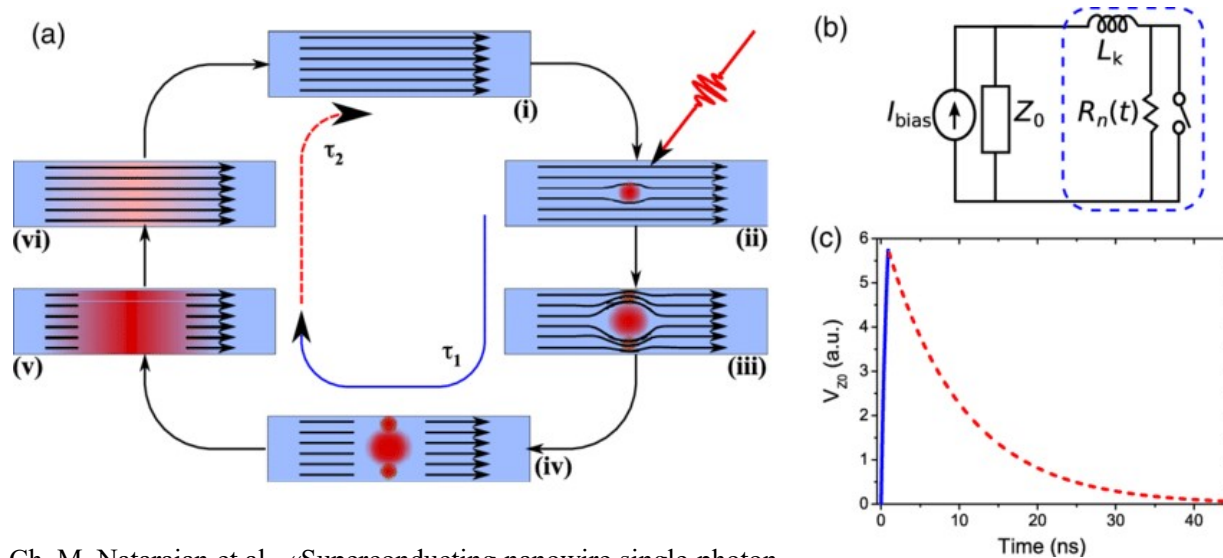 (a)
(i)
τ2
(vi)
(ii)
(v)
τ1
(iii)
(iv)
(b)
Lk
Ibias
Z0
Rn(t)
(c)
6
5
4
3
2
1
0
VZ0 (a.u.)
0 10 20 30 40
Time (ns)
Ch. M. Natarajan et al., «Superconducting nanowire single-photon